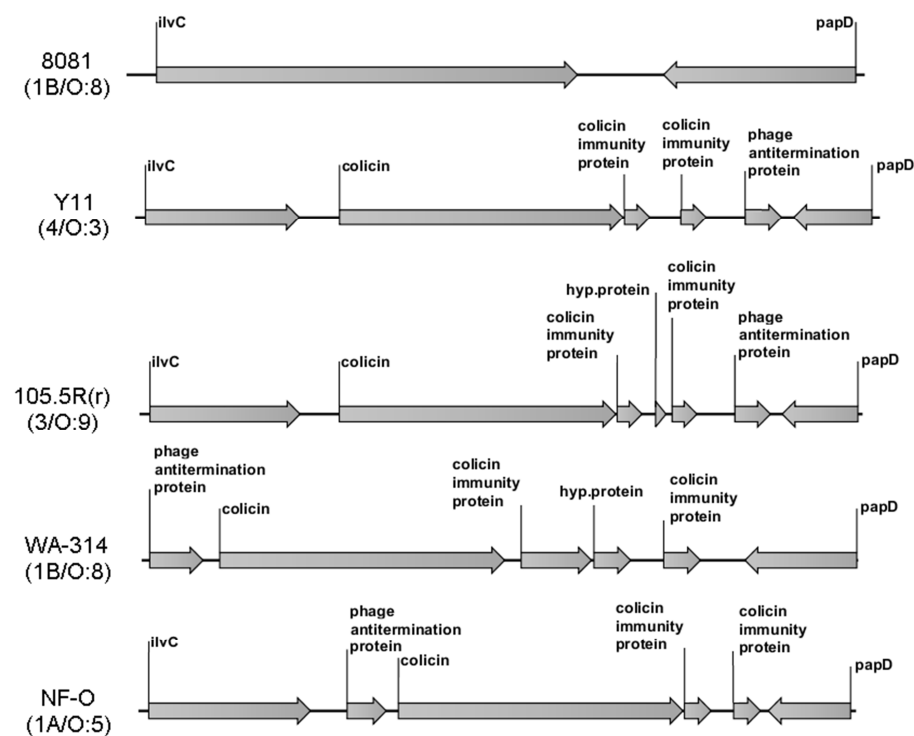 ilvC
papD
8081
(1B/O:8)
colicin
immunity
protein
colicin
immunity
protein
phage
antitermination
protein
ilvC
colicin
papD
Y11
(4/O:3)
colicin
immunity
protein
hyp.protein
colicin
immunity
protein
phage
antitermination
protein
ilvC
colicin
papD
105.5R(r)
(3/O:9)
phage
antitermination
protein
colicin
immunity
protein
hyp.protein
colicin
immunity
protein
colicin
papD
WA-314
(1B/O:8)
ilvC
phage
antitermination
protein
colicin
colicin
immunity
protein
colicin
immunity
protein
papD
NF-O
(1A/O:5)